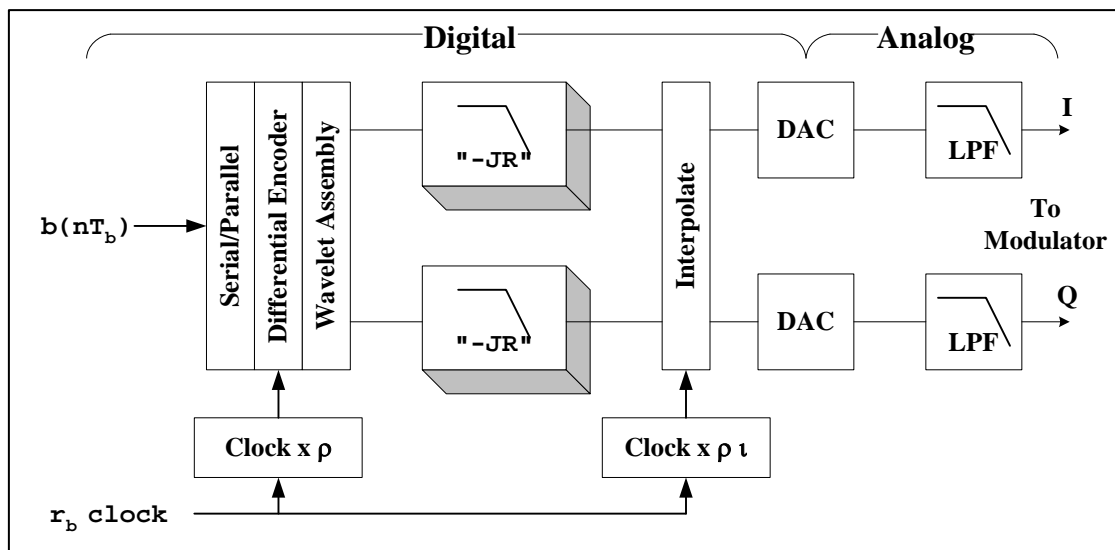 Digital
Analog
Serial/Parallel
Differential Encoder
Wavelet Assembly
"-JR"
Interpolate
DAC
LPF
I
b(nT_b)
To
Modulator
"-JR"
DAC
LPF
Q
Clock x ρ
Clock x ρ ι
r_b clock